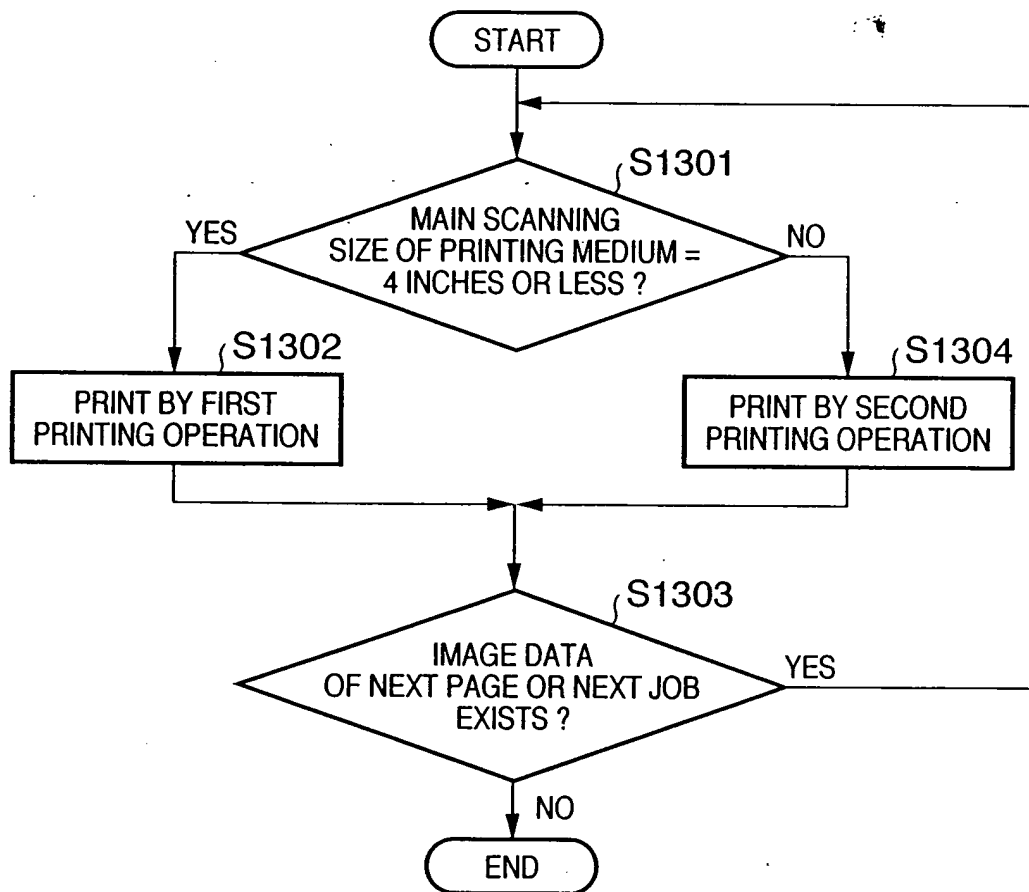 START
S1301
MAIN SCANNING
SIZE OF PRINTING MEDIUM =
4 INCHES OR LESS ?
YES
NO
S1302
PRINT BY FIRST
PRINTING OPERATION
S1304
PRINT BY SECOND
PRINTING OPERATION
S1303
IMAGE DATA
OF NEXT PAGE OR NEXT JOB
EXISTS ?
YES
NO
END